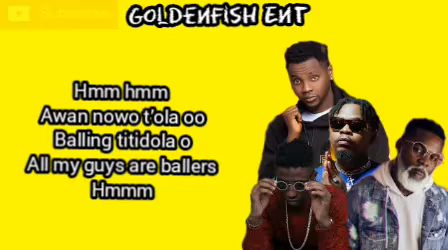 GOLDENFISH ENT
Hmm hmm
Awan nowo t'ola oo
Balling titidola o
All my guys are ballers
Hmmm